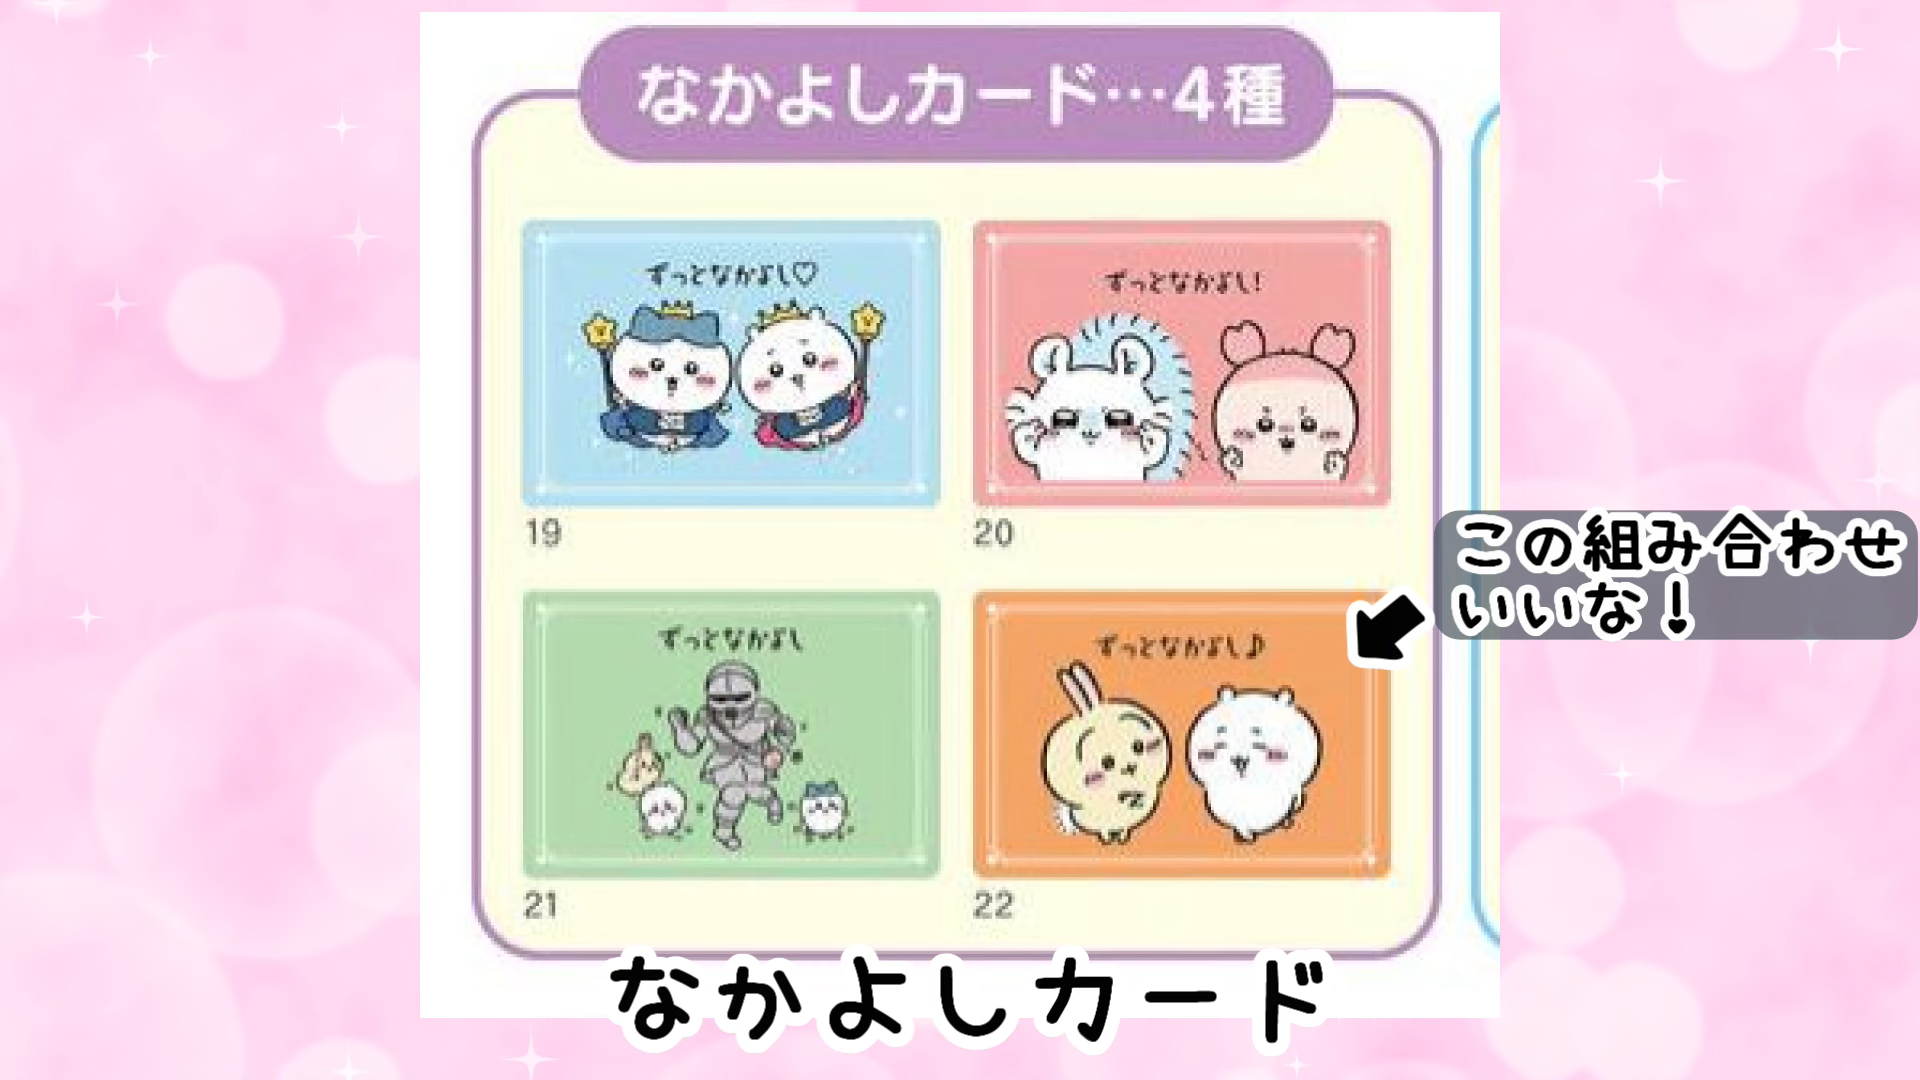 なかよしカード…4種
ずっとなかよし♡
ずっとなかよし!
19
20
この組み合わせ
いいな!
ずっとなかよし
ずっとなかよし♪
21
22
なかよしカード